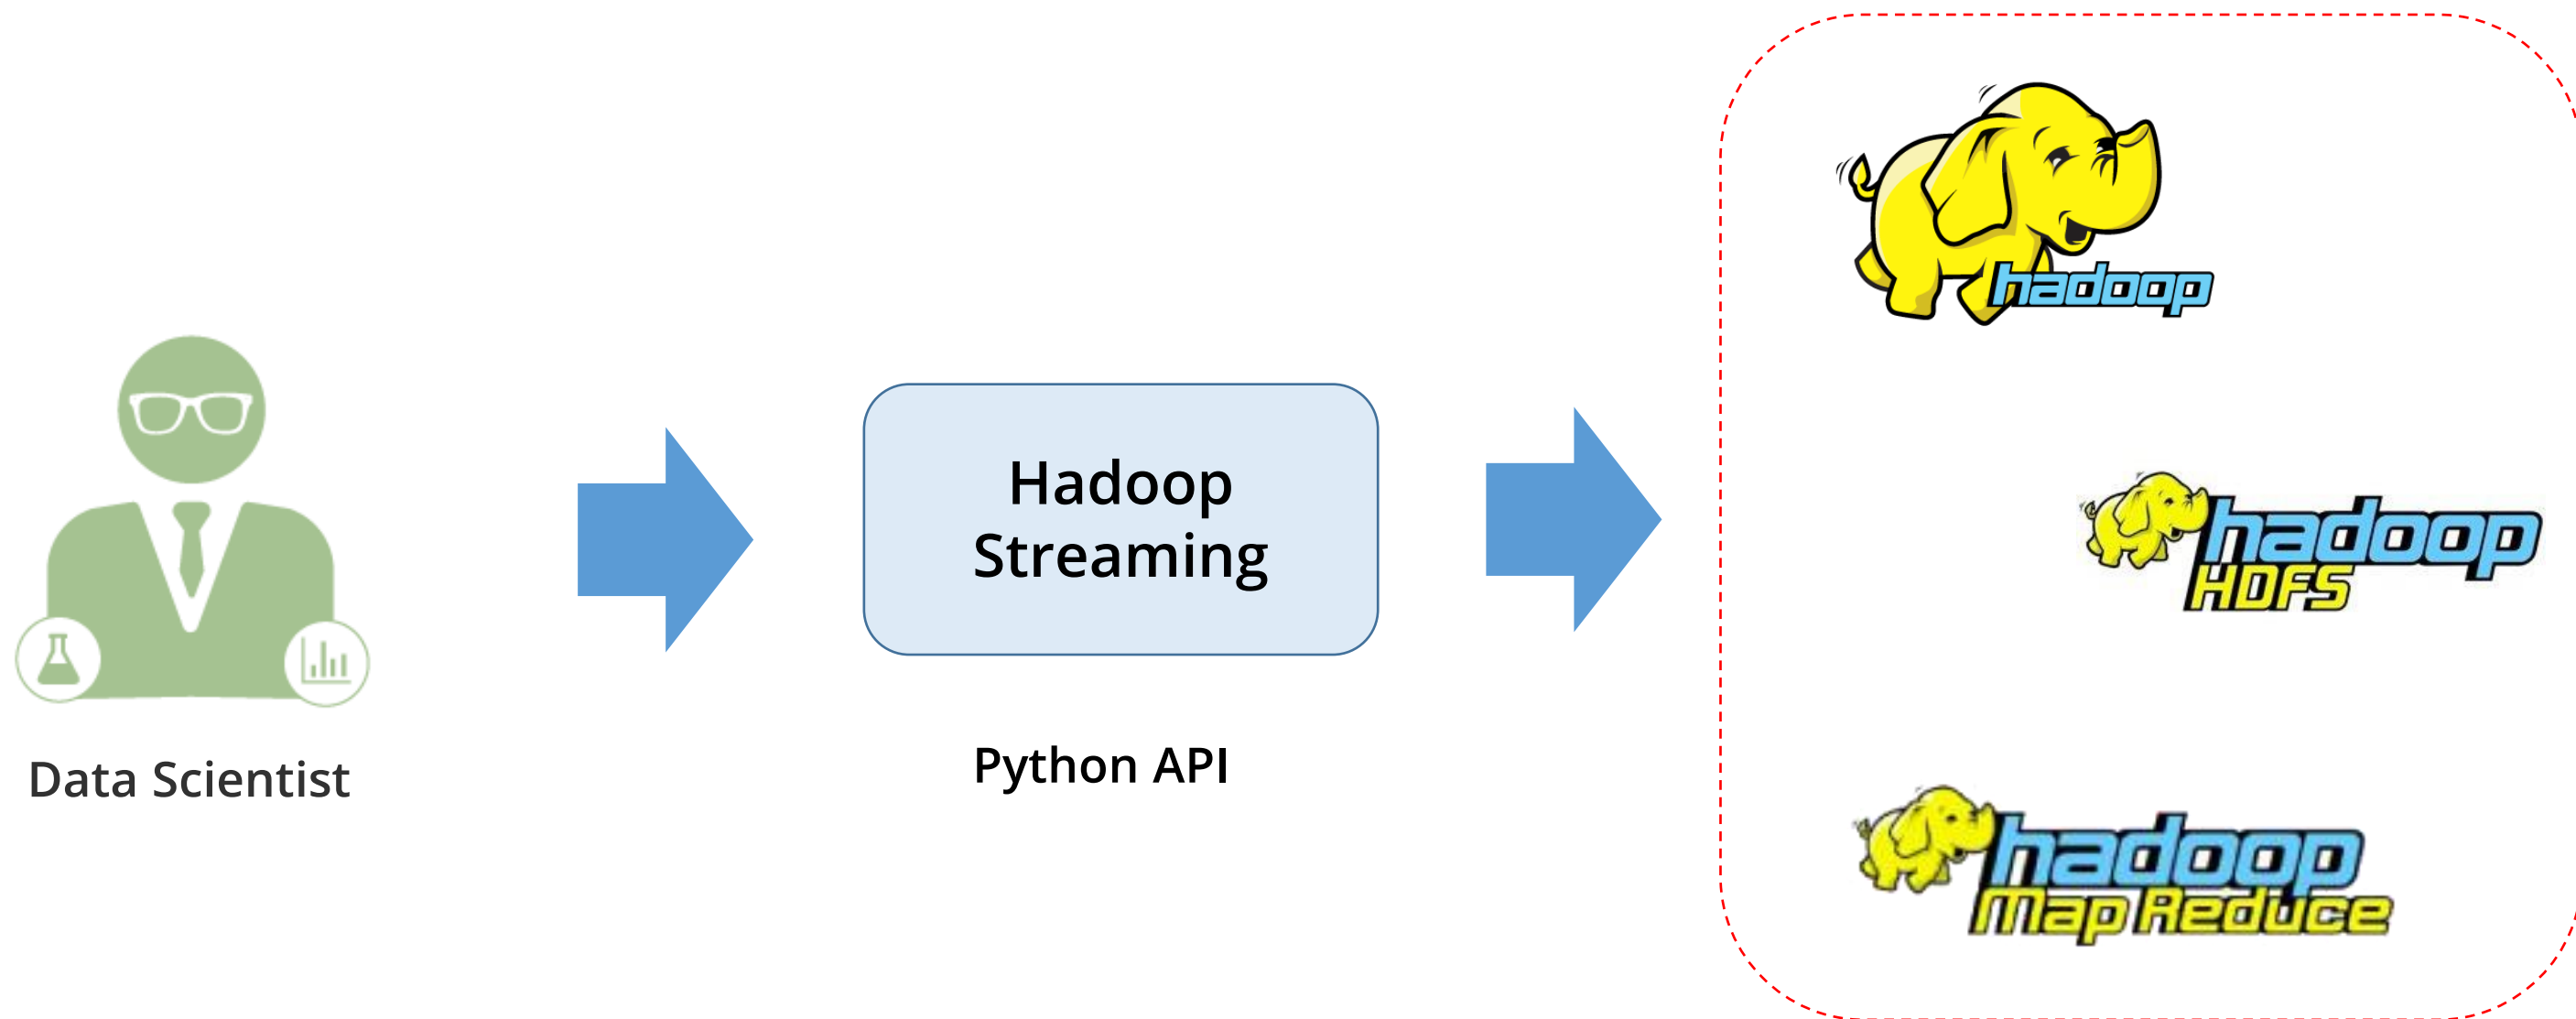 Data Scientist
Hadoop
Streaming
Python API
hadoop
hadoop
HDFS
hadoop
Map Reduce